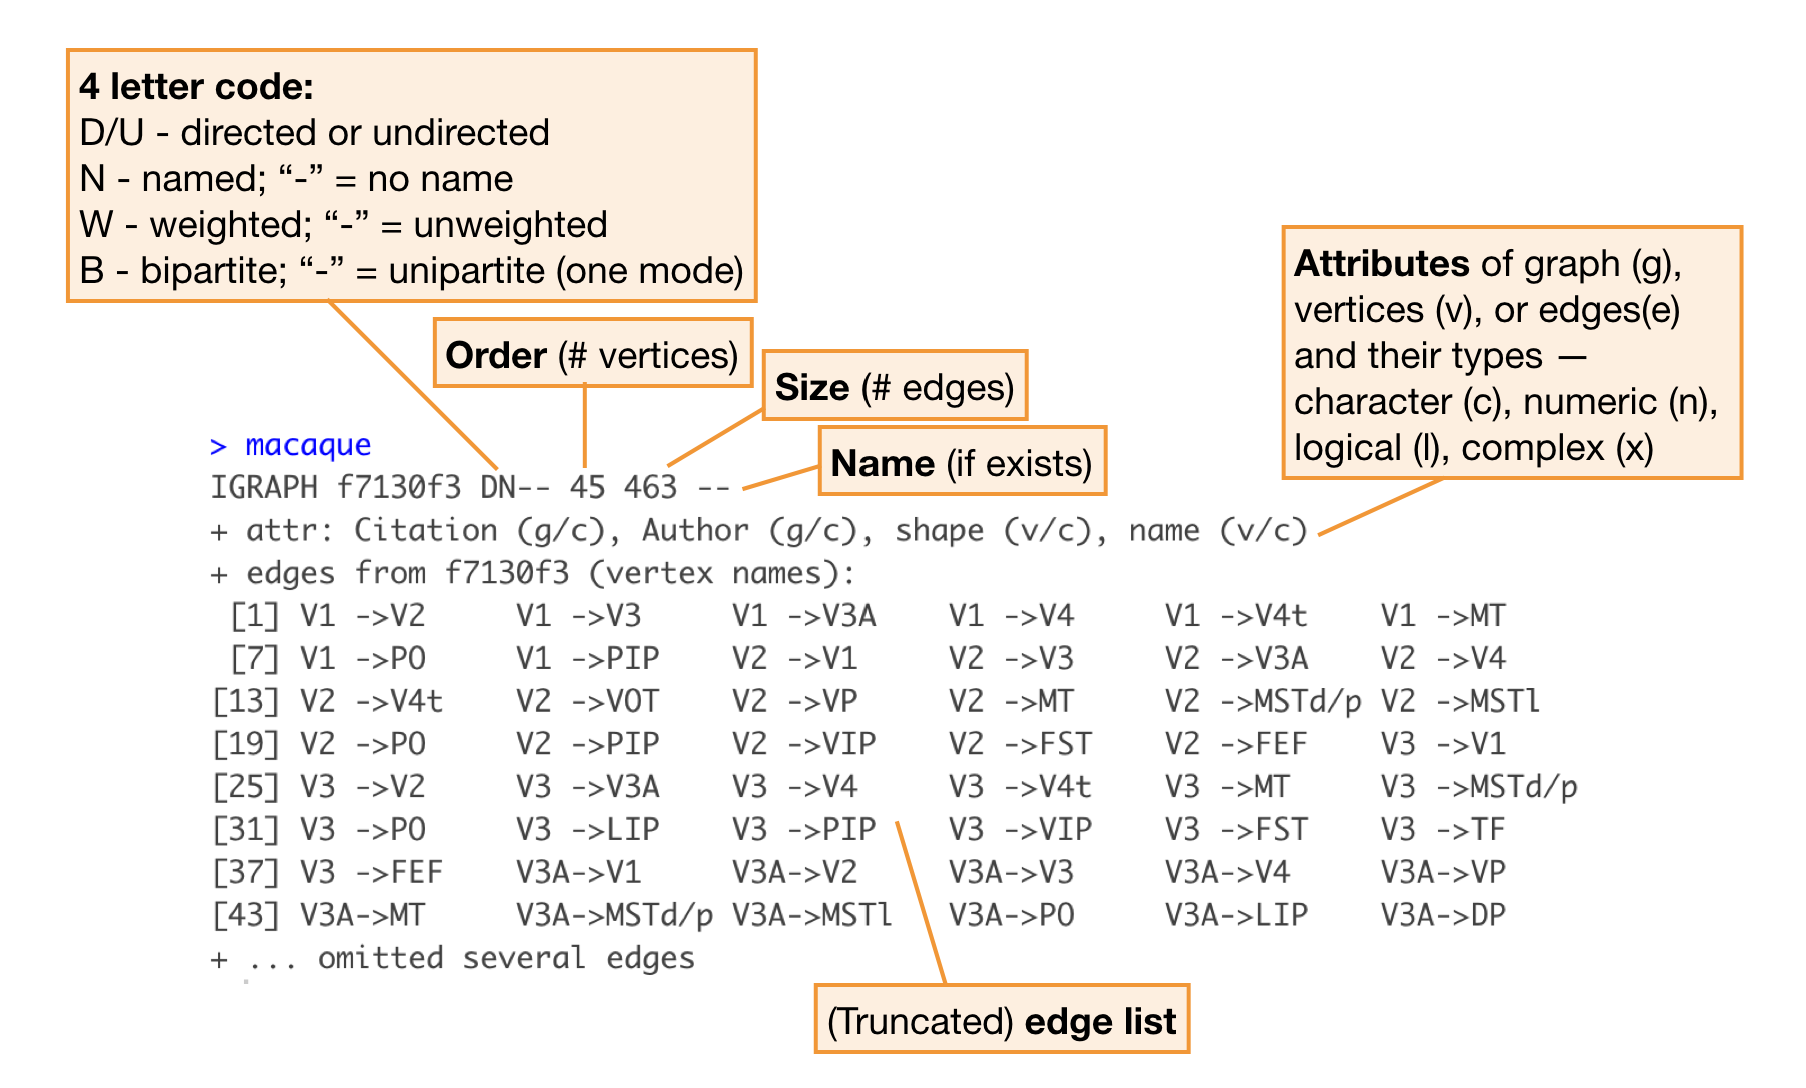 4 letter code:
D/U - directed or undirected
N - named; “-” = no name
W - weighted; “-” = unweighted
B - bipartite; “-” = unipartite (one mode)
Order (# vertices)
Size (# edges)
Name (if exists)
Attributes of graph (g),
vertices (v), or edges(e)
and their types —
character (c), numeric (n),
logical (l), complex (x)
> macaque
IGRAPH f7130f3 DN-- 45 463 --
+ attr: Citation (g/c), Author (g/c), shape (v/c), name (v/c)
+ edges from f7130f3 (vertex names):
[1] V1 ->V2 V1 ->V3 V1 ->V3A V1 ->V4 V1 ->V4t V1 ->MT
[7] V1 ->PO V1 ->PIP V2 ->V1 V2 ->V3 V2 ->V3A V2 ->V4
[13] V2 ->V4t V2 ->VOT V2 ->VP V2 ->MT V2 ->MSTd/p V2 ->MSTl
[19] V2 ->PO V2 ->PIP V2 ->VIP V2 ->FST V2 ->FEF V3 ->V1
[25] V3 ->V2 V3 ->V3A V3 ->V4 V3 ->V4t V3 ->MT V3 ->MSTd/p
[31] V3 ->PO V3 ->LIP V3 ->PIP V3 ->VIP V3 ->FST V3 ->TF
[37] V3 ->FEF V3A->V1 V3A->V2 V3A->V3 V3A->V4 V3A->VP
[43] V3A->MT V3A->MSTd/p V3A->MSTl V3A->PO V3A->LIP V3A->DP
+ ... omitted several edges
(Truncated) edge list